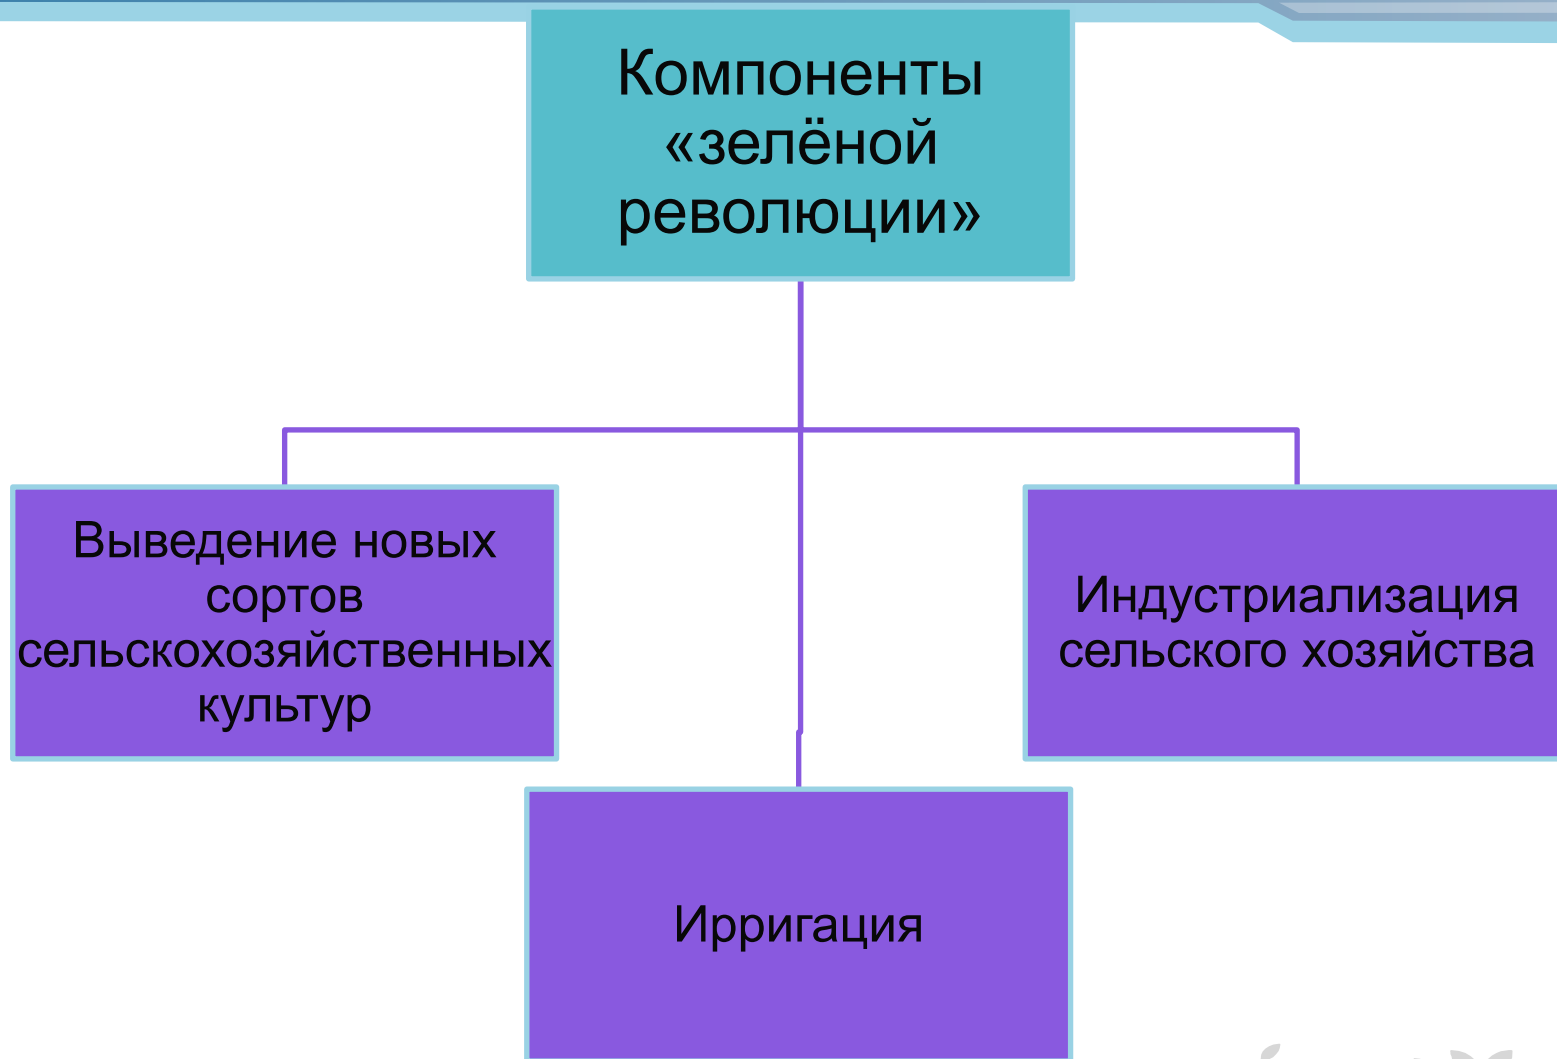 Компоненты
«зелёной
революции»
Выведение новых
сортов
сельскохозяйственных
культур
Индустриализация
сельского хозяйства
Ирригация